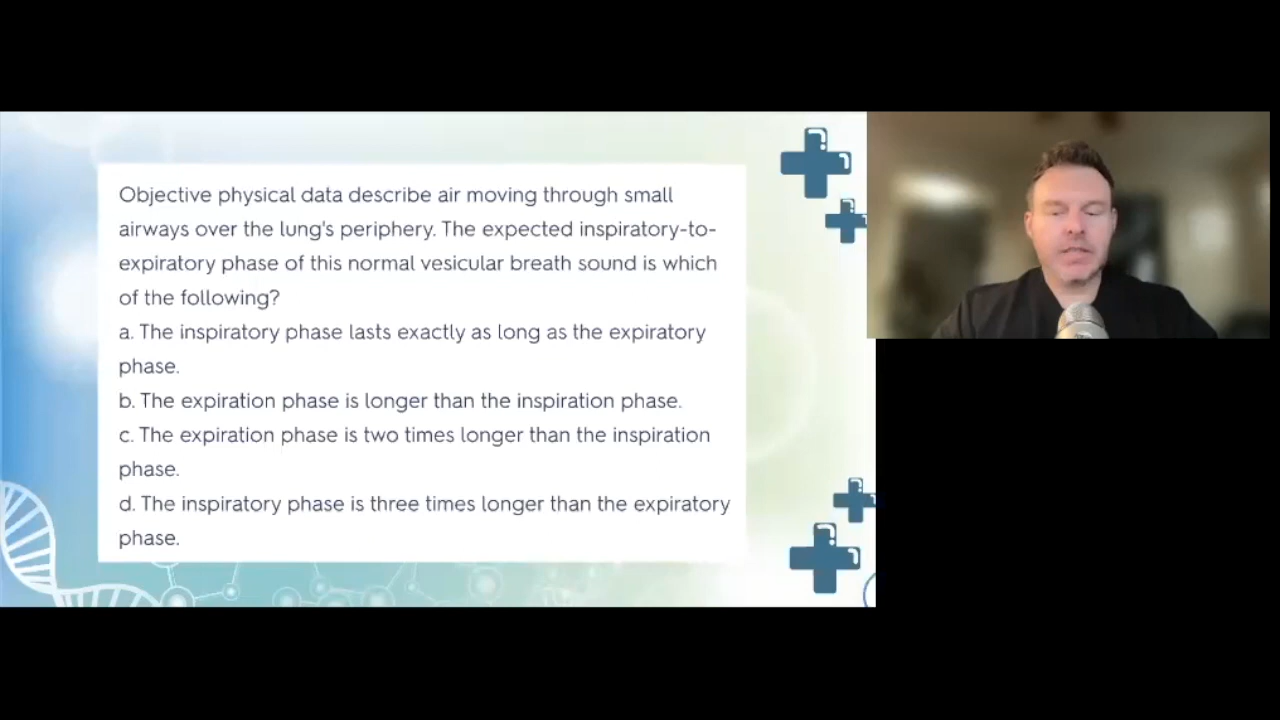 Objective physical data describe air moving through small
airways over the lung's periphery. The expected inspiratory-to-
expiratory phase of this normal vesicular breath sound is which
of the following?
a. The inspiratory phase lasts exactly as long as the expiratory
phase.
b. The expiration phase is longer than the inspiration phase.
c. The expiration phase is two times longer than the inspiration
phase.
d. The inspiratory phase is three times longer than the expiratory
phase.